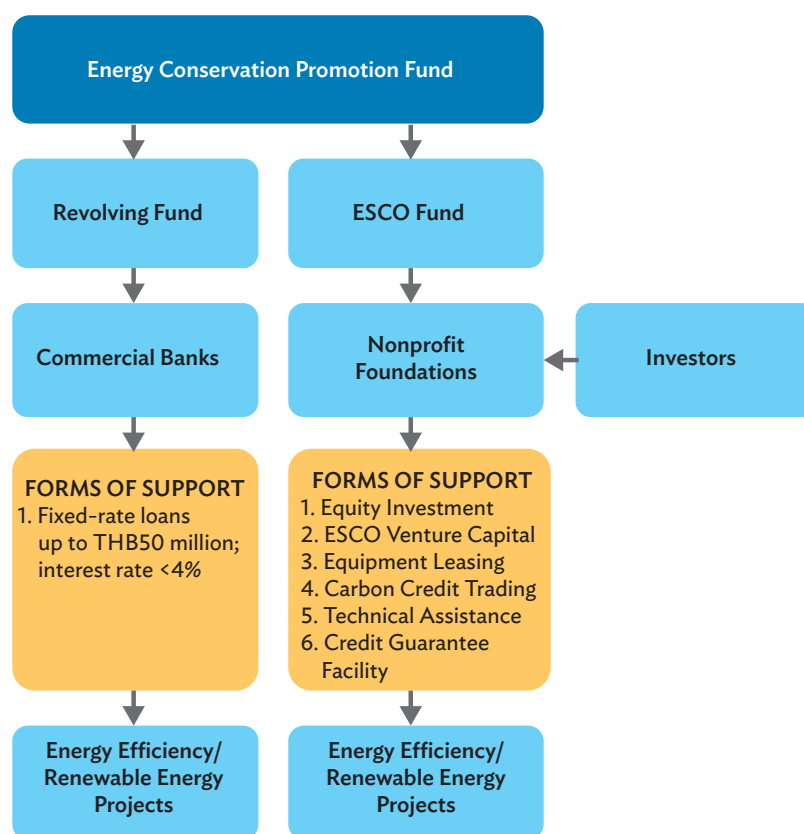 Energy Conservation Promotion Fund
Revolving Fund
ESCO Fund
Commercial Banks
Nonprofit
Foundations
Investors
FORMS OF SUPPORT
1. Fixed-rate loans
up to THB50 million;
interest rate <4%
FORMS OF SUPPORT
1. Equity Investment
2. ESCO Venture Capital
3. Equipment Leasing
4. Carbon Credit Trading
5. Technical Assistance
6. Credit Guarantee
Facility
Energy Efficiency/
Renewable Energy
Projects
Energy Efficiency/
Renewable Energy
Projects